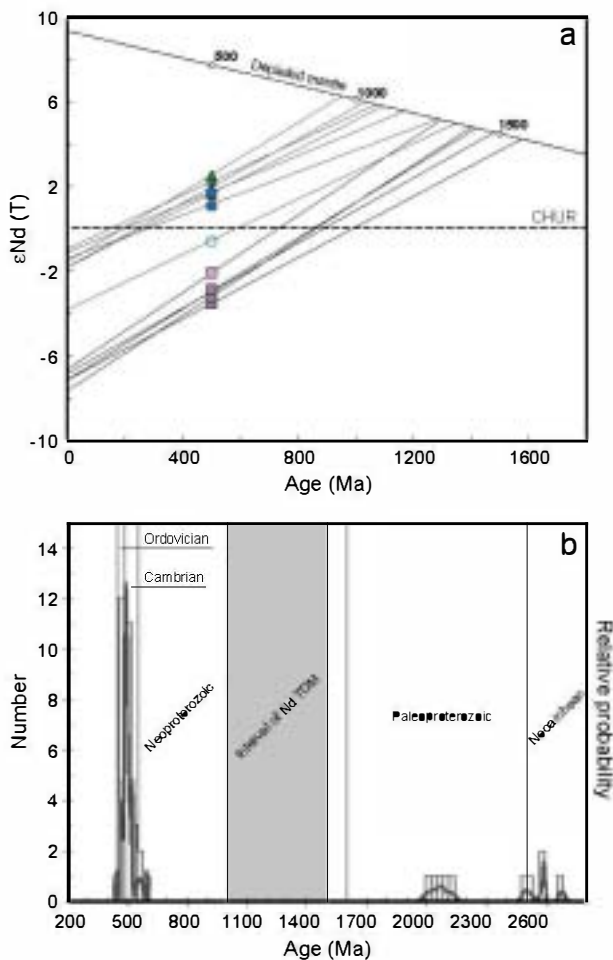 a
10
6
2
-2
-6
-10
εNd (T)
500
Depleted mantle
1000
1500
CHUR
0
400
800
1200
1600
Age (Ma)
b
14
12
10
8
6
4
2
0
Number
Ordovician
Cambrian
Neoproterozoic
Interval of Nd TDM
Paleoproterozoic
Neoarchean
Relative probability
200
500
800
1100
1400
1700
2000
2300
2600
Age (Ma)